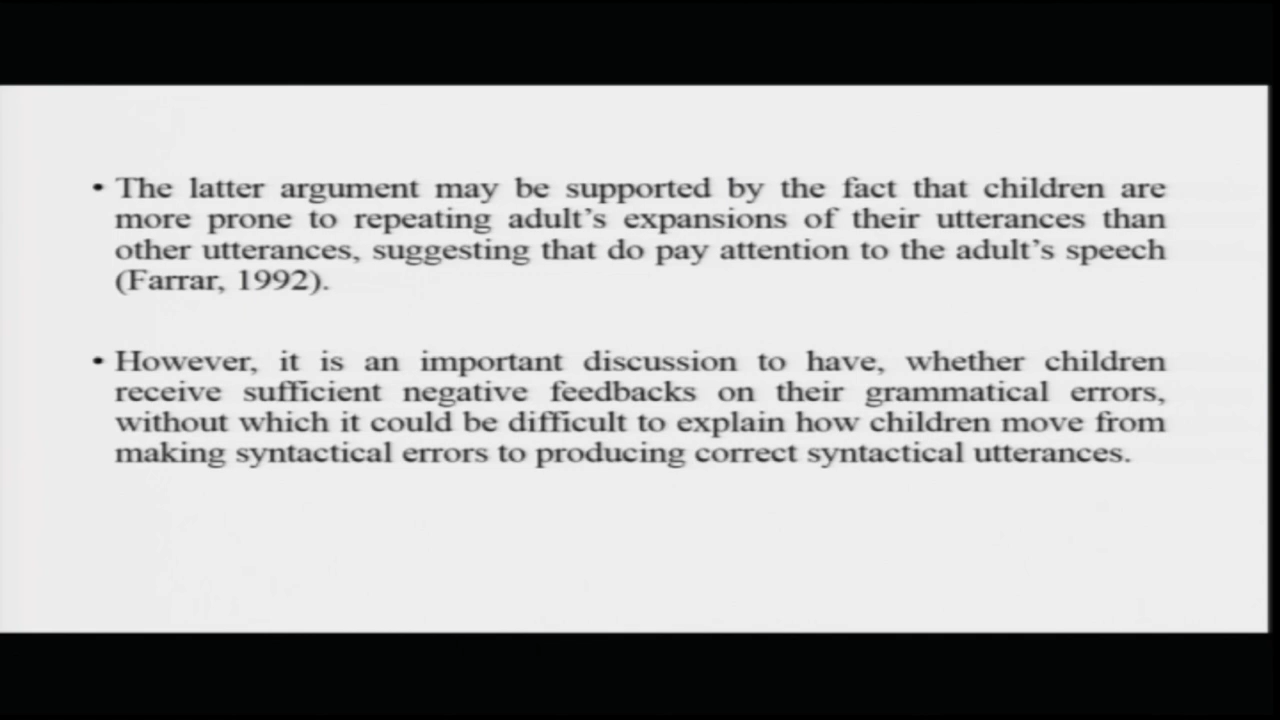 • The latter argument may be supported by the fact that children are
more prone to repeating adult's expansions of their utterances than
other utterances, suggesting that do pay attention to the adult's speech
(Farrar, 1992).
• However, it is an important discussion to have, whether children
receive sufficient negative feedbacks on their grammatical errors,
without which it could be difficult to explain how children move from
making syntactical errors to producing correct syntactical utterances.